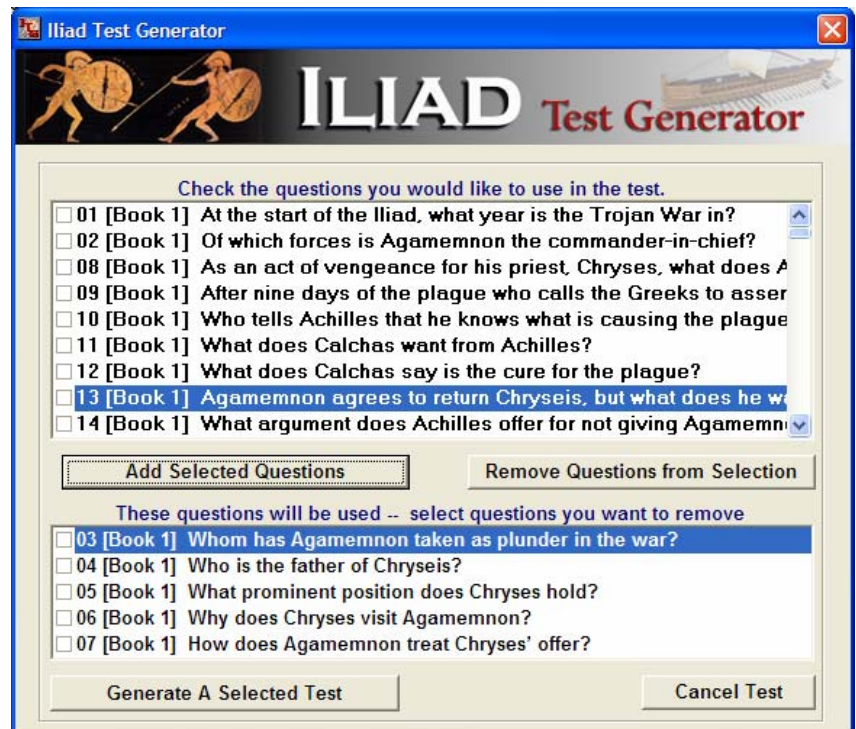 Iliad Test Generator
ILIAD Test Generator
Check the questions you would like to use in the test.
01 [Book 1] At the start of the Iliad, what year is the Trojan War in?
02 [Book 1] Of which forces is Agamemnon the commander-in-chief?
08 [Book 1] As an act of vengeance for his priest, Chryses, what does A
09 [Book 1] After nine days of the plague who calls the Greeks to asser
10 [Book 1] Who tells Achilles that he knows what is causing the plague
11 [Book 1] What does Calchas want from Achilles?
12 [Book 1] What does Calchas say is the cure for the plague?
13 [Book 1] Agamemnon agrees to return Chryseis, but what does he wa
14 [Book 1] What argument does Achilles offer for not giving Agamemn
Add Selected Questions
Remove Questions from Selection
These questions will be used -- select questions you want to remove
03 [Book 1] Whom has Agamemnon taken as plunder in the war?
04 [Book 1] Who is the father of Chryseis?
05 [Book 1] What prominent position does Chryses hold?
06 [Book 1] Why does Chryses visit Agamemnon?
07 [Book 1] How does Agamemnon treat Chryses' offer?
Generate A Selected Test
Cancel Test